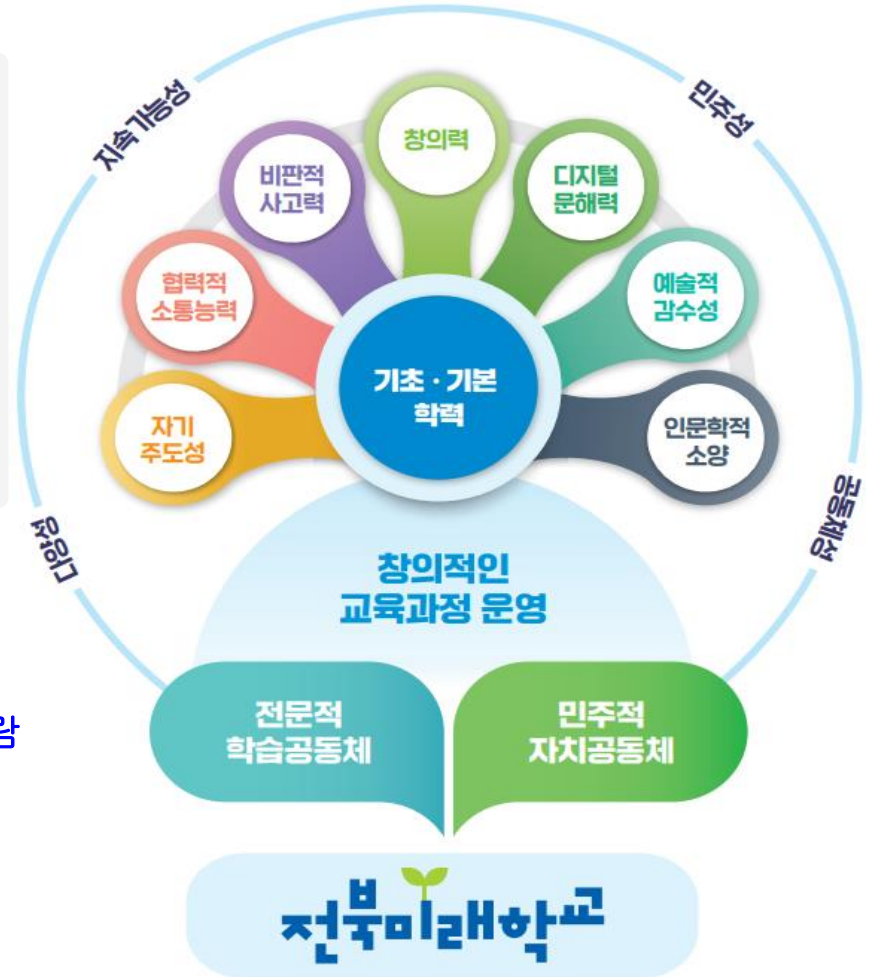 지속가능성
민주성
창의력
비판적
사고력
디지털
문해력
협력적
소통능력
예술적
감수성
기초 · 기본
학력
자기
주도성
인문학적
소양
다양성
공동체성
창의적인
교육과정 운영
람
전문적
학습공동체
민주적
자치공동체
전북미래학교